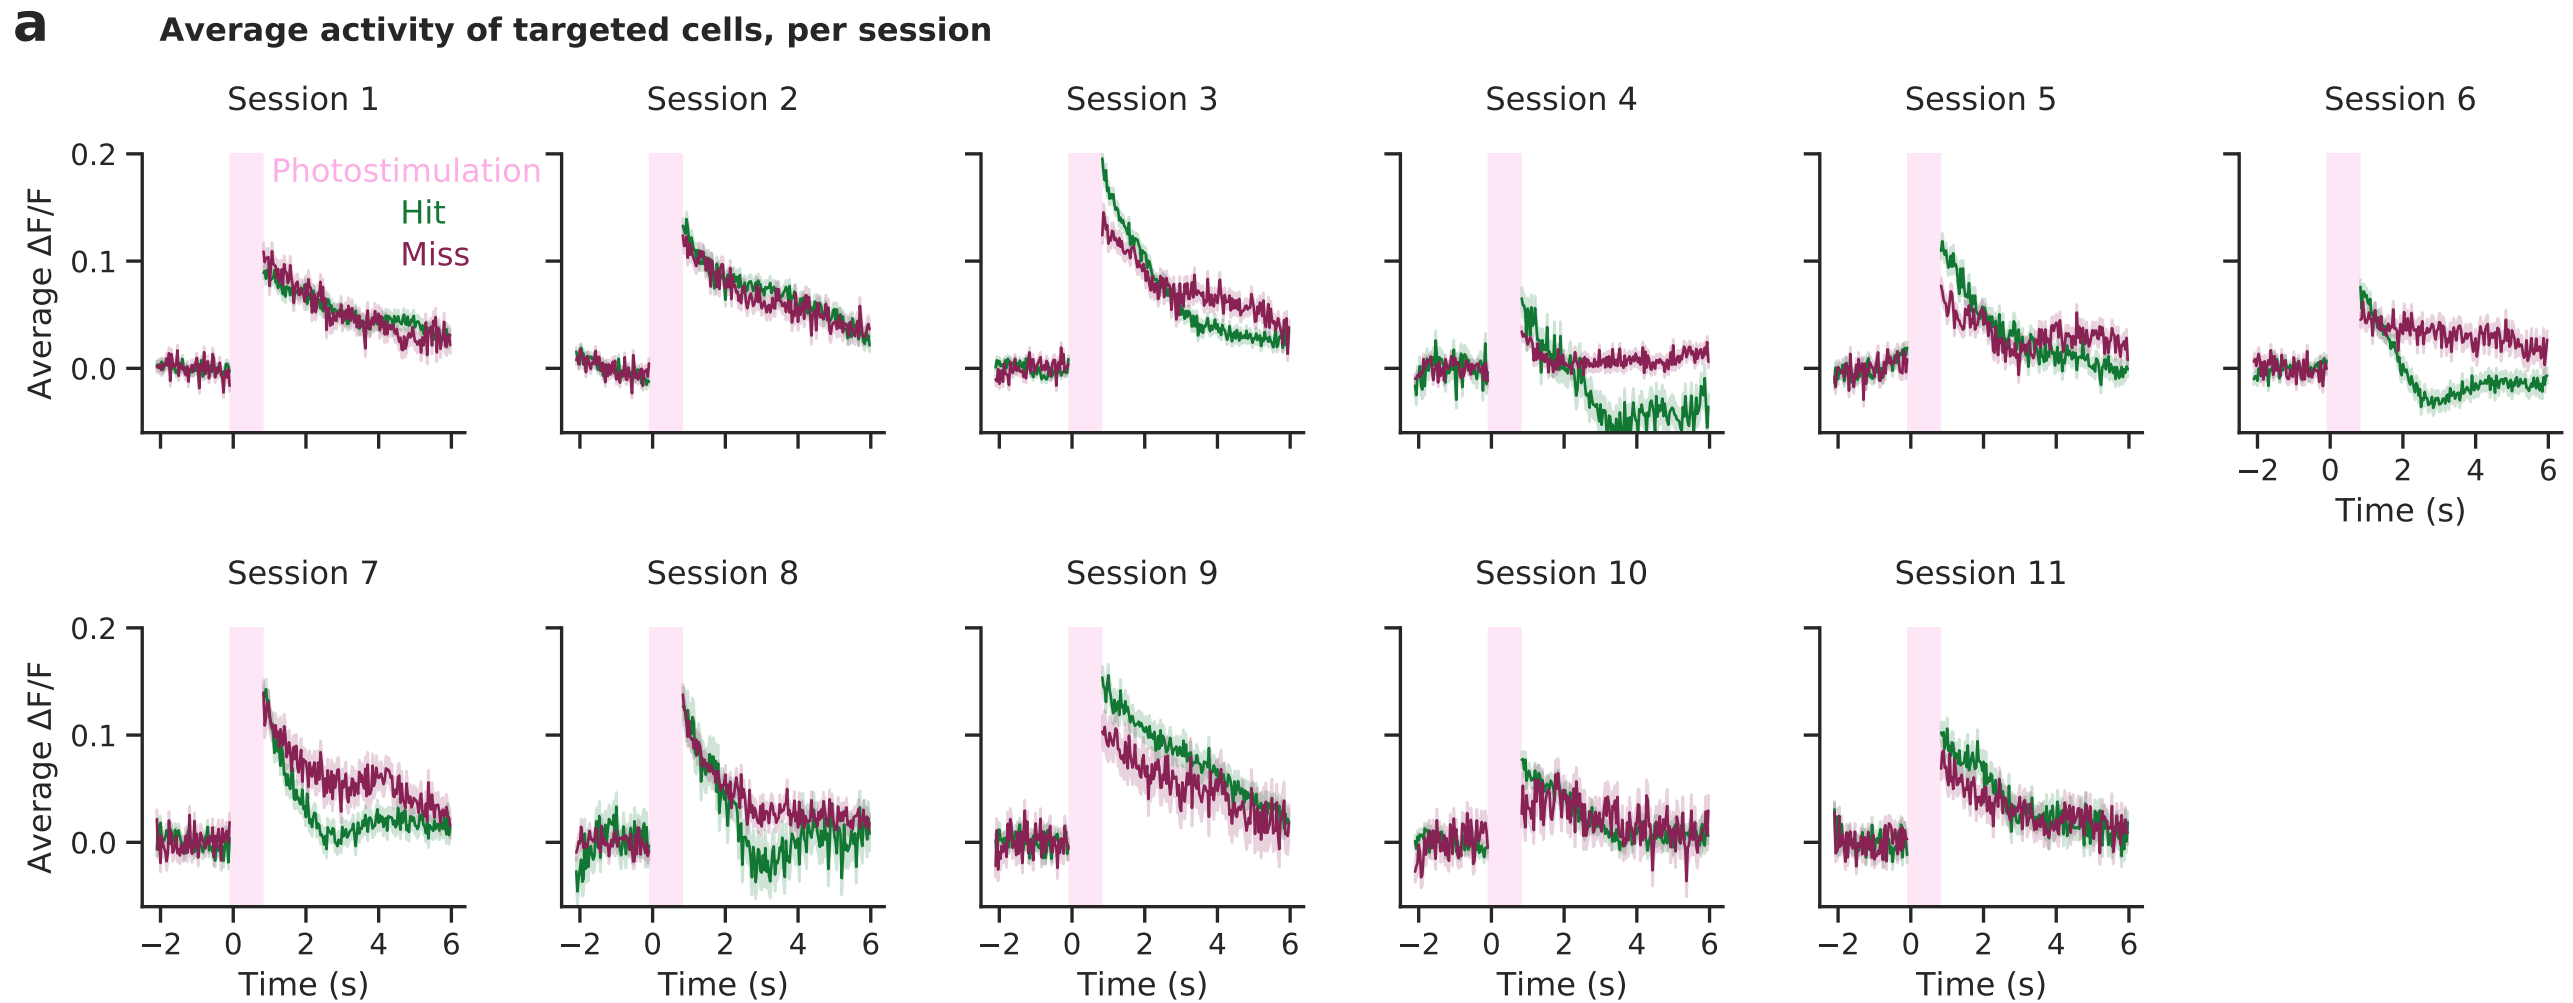 a
Average activity of targeted cells, per session
Session 1
Session 2
Session 3
Session 4
Session 5
Session 6
Average ΔF/F
0.2
0.1
0.0
Photostimulation
Hit
Miss
−2 0 2 4 6
Time (s)
Session 7
Session 8
Session 9
Session 10
Session 11
Average ΔF/F
0.2
0.1
0.0
−2 0 2 4 6
Time (s)
−2 0 2 4 6
Time (s)
−2 0 2 4 6
Time (s)
−2 0 2 4 6
Time (s)
−2 0 2 4 6
Time (s)